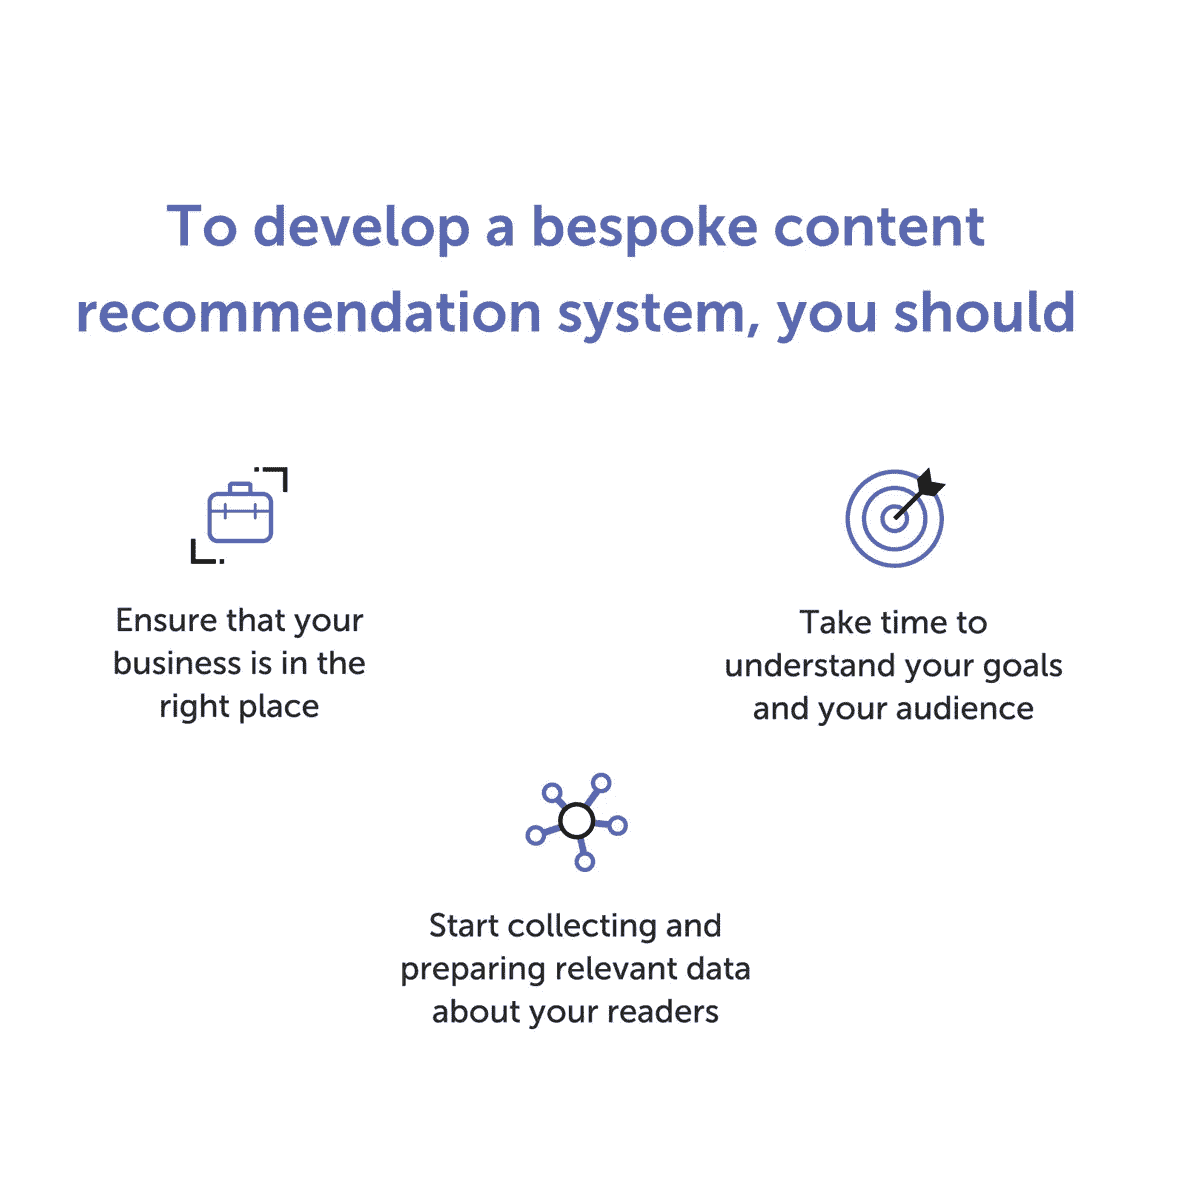 To develop a bespoke content
recommendation system, you should
Ensure that your
business is in the
right place
Take time to
understand your goals
and your audience
Start collecting and
preparing relevant data
about your readers